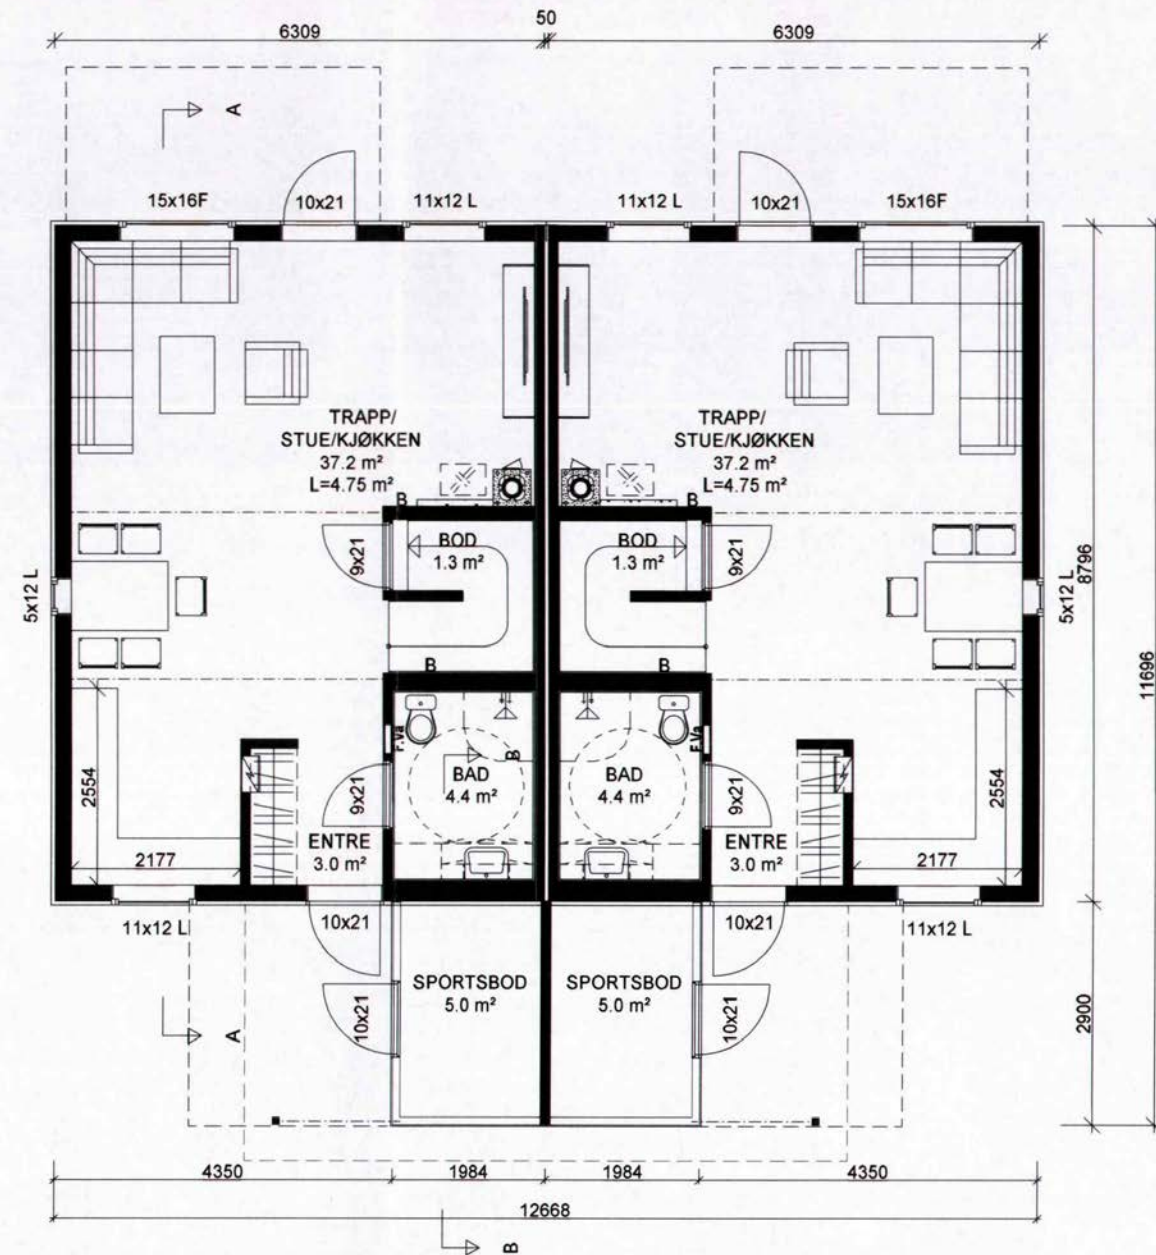 50
6309
6309
A
15x16F
10x21
11x12 L
11x12 L
10x21
15x16F
TRAPP/
STUE/KJØKKEN
37.2 m²
L=4.75 m²
TRAPP/
STUE/KJØKKEN
37.2 m²
L=4.75 m²
B
B
9x21
BOD
1.3 m²
BOD
1.3 m²
9x21
5x12 L
5x12 L
8796
11696
B
B
F.Va
F.Va
B
2554
9x21
BAD
4.4 m²
BAD
4.4 m²
9x21
2554
ENTRE
3.0 m²
ENTRE
3.0 m²
2177
2177
11x12 L
10x21
10x21
11x12 L
SPORTSBOD
5.0 m²
SPORTSBOD
5.0 m²
10x21
10x21
A
2900
4350
1984
1984
4350
12668
B